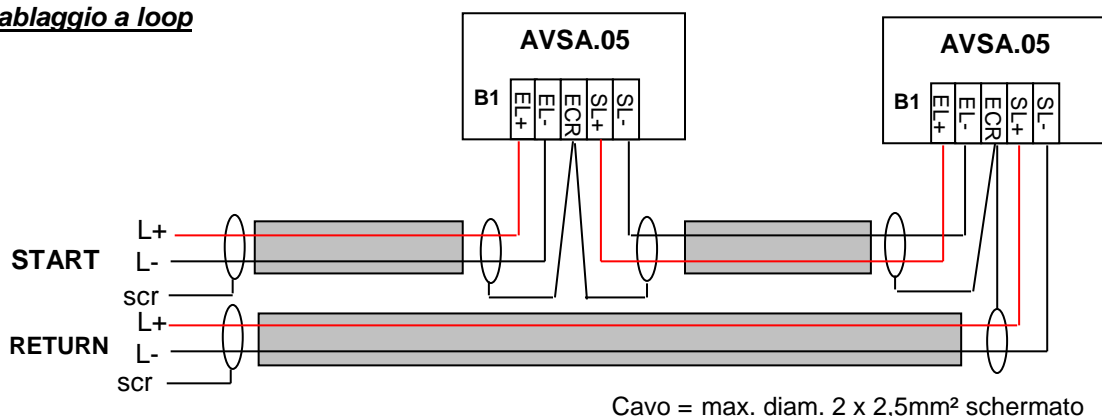 ablaggio a loop
AVSA.05
B1
EL+
EL-
ECR
SL+
SL-
AVSA.05
B1
EL+
EL-
ECR
SL+
SL-
START
L+
L-
scr
RETURN
L+
L-
scr
Cavo = max. diam. 2 x 2,5mm² schermato